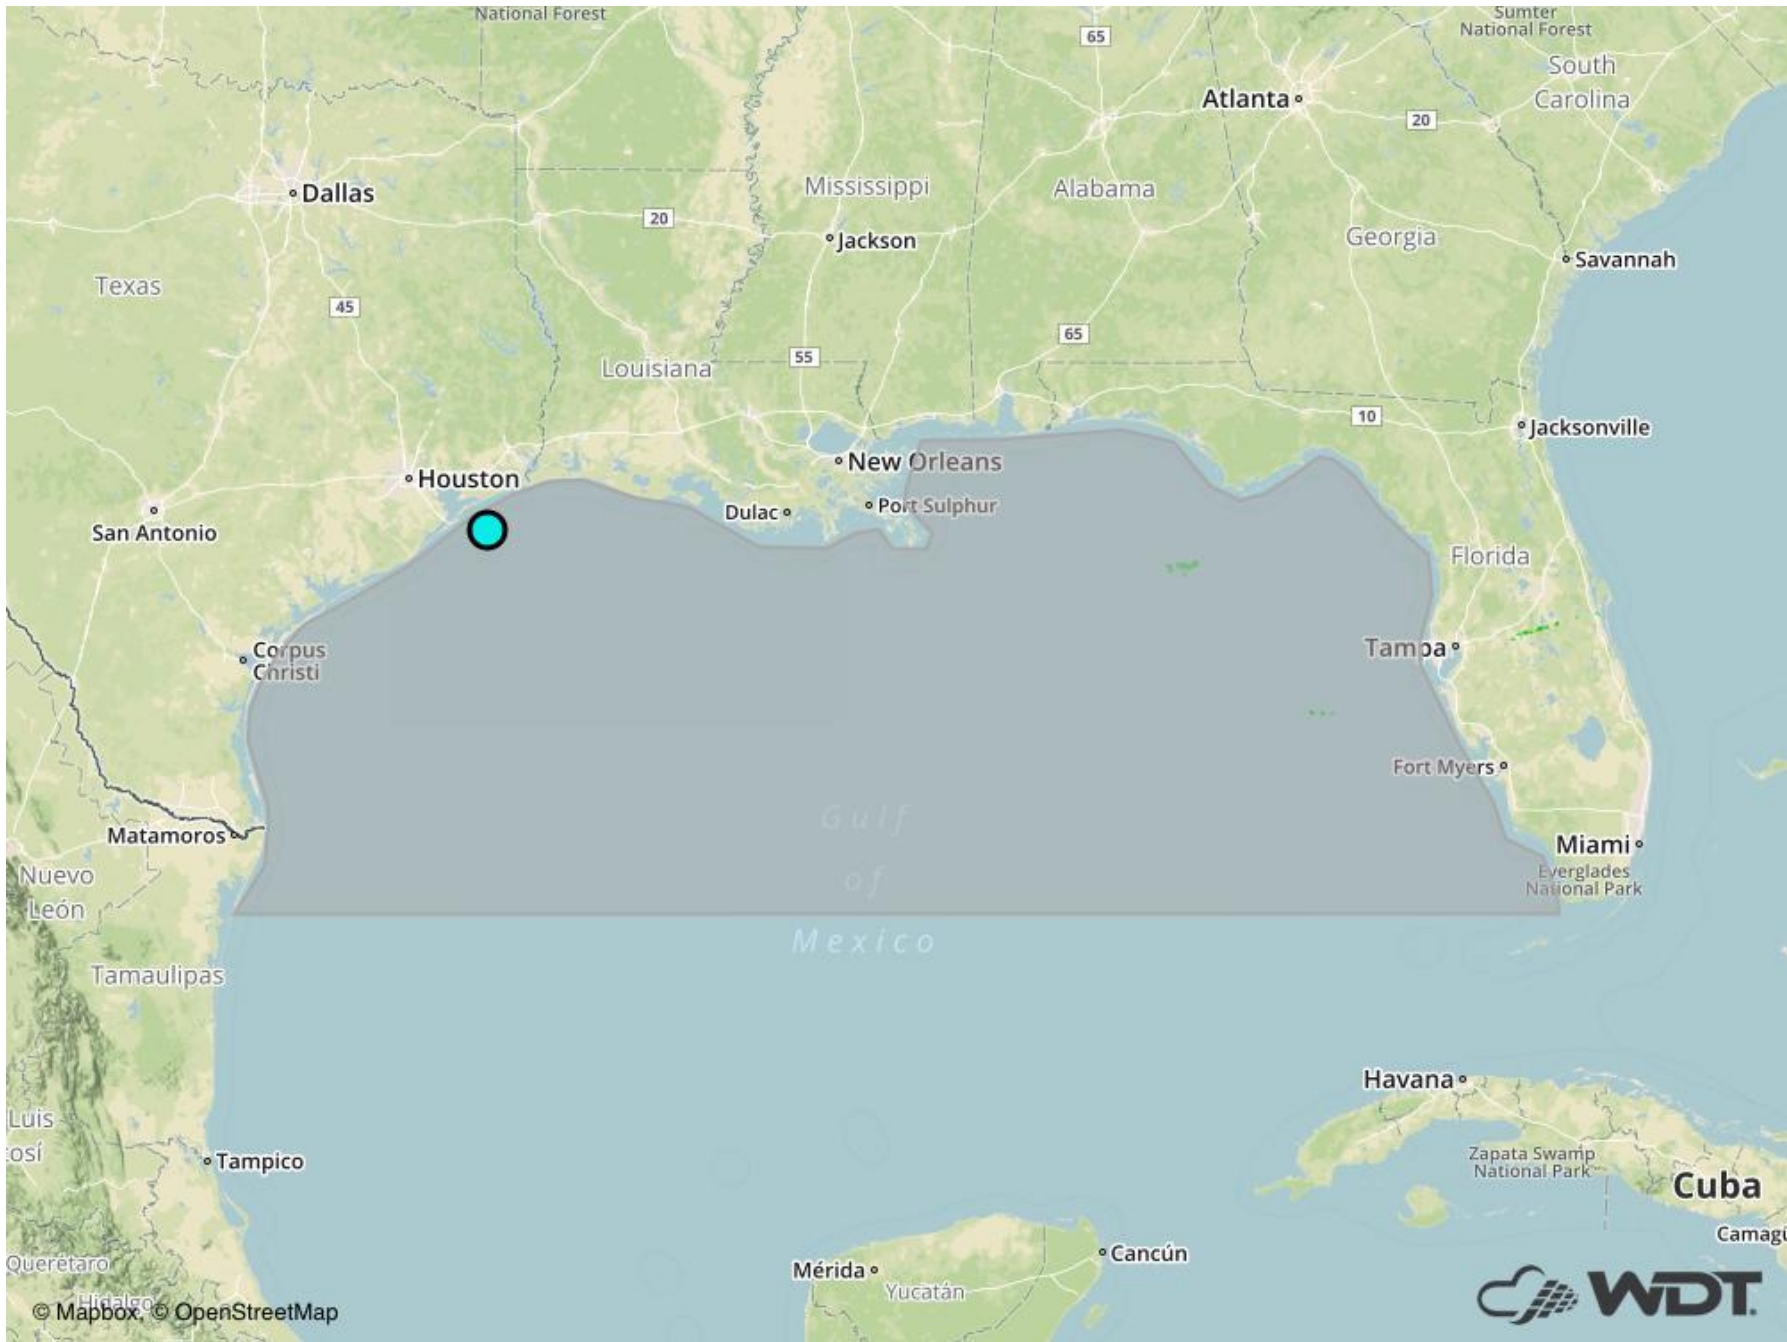 National Forest
65
Sumter
National Forest
South
Carolina
Atlanta
20
Dallas
Mississippi
Alabama
20
Jackson
Georgia
Savannah
Texas
45
65
Louisiana
55
10
Jacksonville
New Orleans
Houston
San Antonio
Dulac
Port Sulphur
Florida
Corpus
Christi
Tampa
Fort Myers
Gulf
of
Mexico
Matamoros
Miami
Everglades
National Park
Nuevo
León
Tamaulipas
Havana
Luis
osí
Tampico
Zapata Swamp
National Park
Cuba
Camagü
Querétaro
Cancún
Mérida
Yucatán
Hidalgo
© Mapbox, © OpenStreetMap
WDT